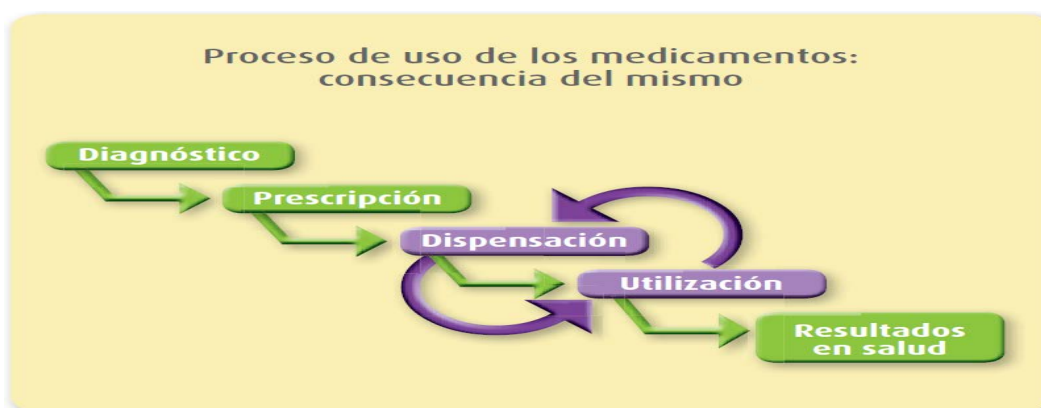 Proceso de uso de los medicamentos:
consecuencia del mismo
Diagnóstico
Prescripción
Dispensación
Utilización
Resultados
en salud